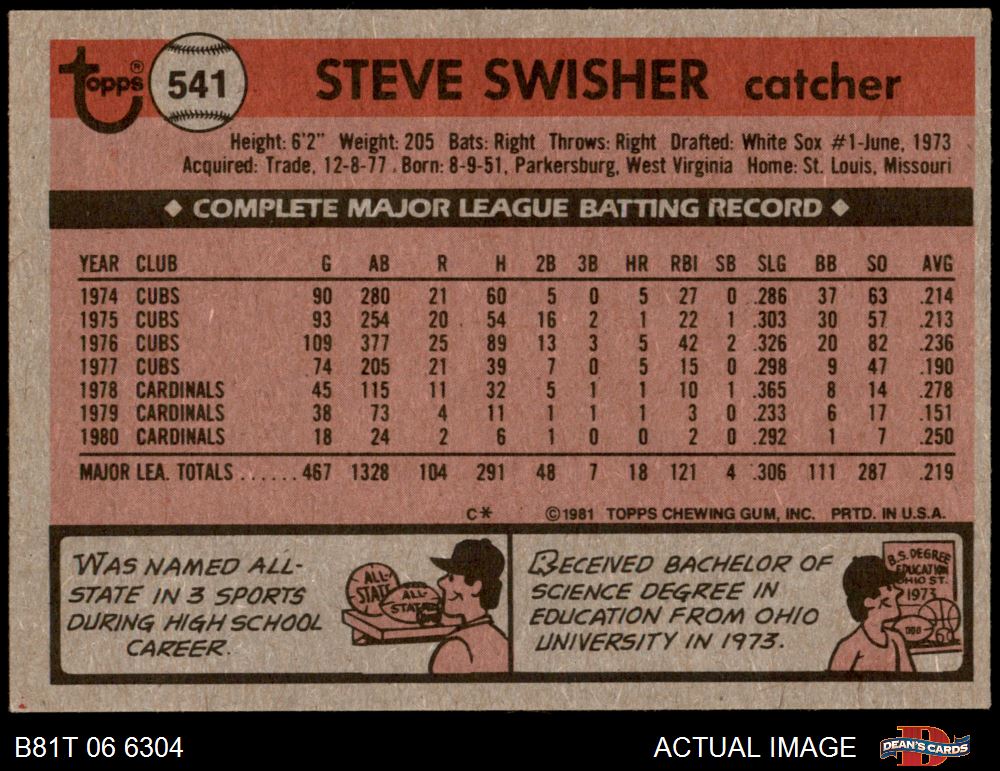 Topps®
541
STEVE SWISHER catcher
Height: 6'2" Weight: 205 Bats: Right Throws: Right Drafted: White Sox #1-June, 1973
Acquired: Trade, 12-8-77. Born: 8-9-51, Parkersburg, West Virginia Home: St. Louis, Missouri
◆ COMPLETE MAJOR LEAGUE BATTING RECORD ◆
YEAR CLUB G AB R H 2B 3B HR RBI SB SLG BB SO AVG
1974 CUBS 90 280 21 60 5 0 5 27 0 .286 37 63 .214
1975 CUBS 93 254 20 54 16 2 1 22 1 .303 30 57 .213
1976 CUBS 109 377 25 89 13 3 5 42 2 .326 20 82 .236
1977 CUBS 74 205 21 39 7 0 5 15 0 .298 9 47 .190
1978 CARDINALS 45 115 11 32 5 1 1 10 1 .365 8 14 .278
1979 CARDINALS 38 73 4 11 1 1 1 3 0 .233 6 17 .151
1980 CARDINALS 18 24 2 6 1 0 0 2 0 .292 1 7 .250
MAJOR LEA. TOTALS ...... 467 1328 104 291 48 7 18 121 4 .306 111 287 .219
C* ©1981 TOPPS CHEWING GUM, INC. PRTD. IN U.S.A.
WAS NAMED ALL-
STATE IN 3 SPORTS
DURING HIGH SCHOOL
CAREER.
ALL-
STATE
ALL-
STATE
RECEIVED BACHELOR OF
SCIENCE DEGREE IN
EDUCATION FROM OHIO
UNIVERSITY IN 1973.
B.S. DEGREE
EDUCATION
OHIO ST.
1973
B81T 06 6304
ACTUAL IMAGE
DEAN'S CARDS